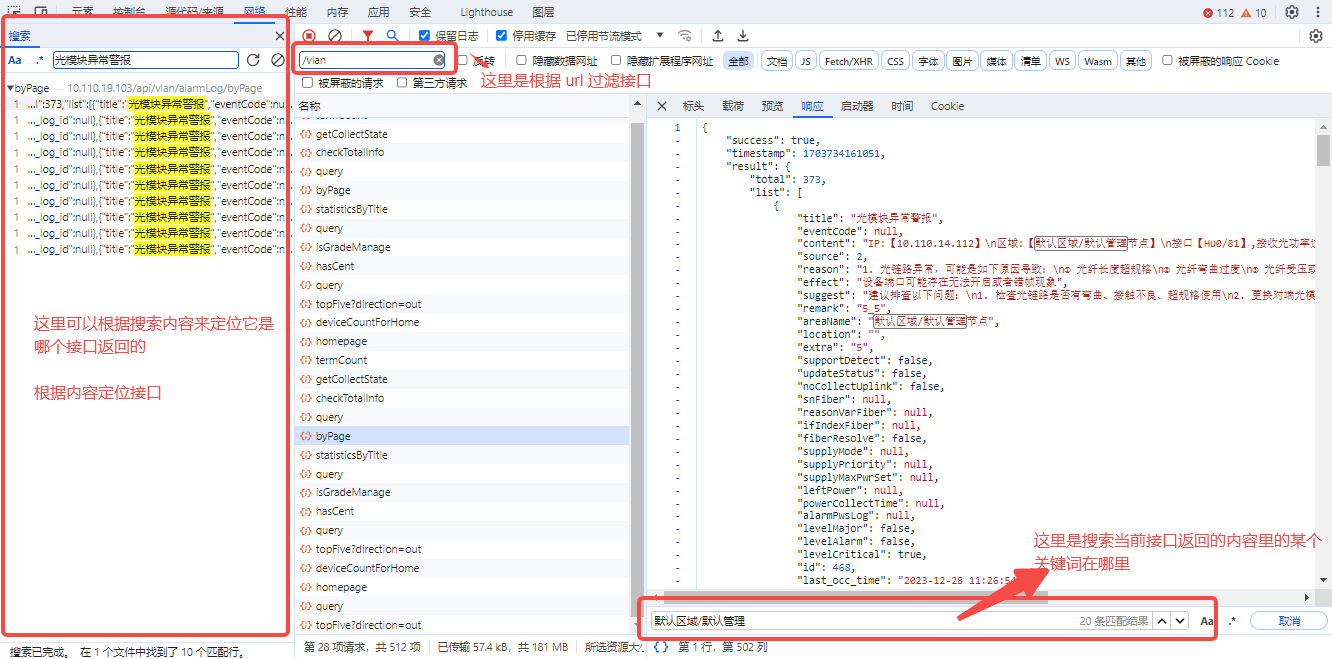 元素 控制台 源代码/来源 网络 性能 内存 应用 安全 Lighthouse 图层 112 10
搜索
Aa .* 光模块异常警报
byPage — 10.110.19.103/api/vlan/alarmLog/byPage
1 …l":373,"list":[{"title":"光模块异常警报","eventCode":nu…
1 …_log_id":null},{"title":"光模块异常警报","eventCode":n…
1 …_log_id":null},{"title":"光模块异常警报","eventCode":n…
1 …_log_id":null},{"title":"光模块异常警报","eventCode":n…
1 …_log_id":null},{"title":"光模块异常警报","eventCode":n…
1 …_log_id":null},{"title":"光模块异常警报","eventCode":n…
1 …_log_id":null},{"title":"光模块异常警报","eventCode":n…
1 …_log_id":null},{"title":"光模块异常警报","eventCode":n…
1 …_log_id":null},{"title":"光模块异常警报","eventCode":n…
1 …_log_id":null},{"title":"光模块异常警报","eventCode":n…
这里可以根据搜索内容来定位它是
哪个接口返回的
根据内容定位接口
搜索已完成。 在 1 个文件中找到了 10 个匹配行。
保留日志 停用缓存 已停用节流模式
/vlan 反转 隐藏数据网址 隐藏扩展程序网址 全部 文档 JS Fetch/XHR CSS 字体 图片 媒体 清单 WS Wasm 其他 被屏蔽的响应 Cookie
被屏蔽的请求 第三方请求
这里是根据 url 过滤接口
名称
termCount
getCollectState
checkTotalInfo
query
byPage
statisticsByTitle
query
isGradeManage
hasCent
query
topFive?direction=out
deviceCountForHome
homepage
termCount
getCollectState
checkTotalInfo
query
byPage
statisticsByTitle
query
isGradeManage
hasCent
query
topFive?direction=out
deviceCountForHome
homepage
query
topFive?direction=out
第 28 项请求，共 512 项 已传输 57.4 kB，共 181 MB 所选资源大小
标头 载荷 预览 响应 启动器 时间 Cookie
1 {
- "success": true,
- "timestamp": 1703734161051,
- "result": {
- "total": 373,
- "list": [
- {
- "title": "光模块异常警报",
- "eventCode": null,
- "content": "IP:【10.110.14.112】\n区域:【默认区域/默认管理节点】\n接口【Hu0/81】,接收光功率过
- "source": 2,
- "reason": "1. 光链路异常，可能是如下原因导致：\n① 光纤长度超规格\n② 光纤弯曲过度\n③ 光纤受压或
- "effect": "设备端口可能存在无法开启或者错帧现象",
- "suggest": "建议排查以下问题：\n1. 检查光链路是否有弯曲、接触不良、超规格使用\n2. 更换对端光模
- "remark": "5_5",
- "areaName": "默认区域/默认管理节点",
- "location": "",
- "extra": "5",
- "supportDetect": false,
- "updateStatus": false,
- "noCollectUplink": false,
- "snFiber": null,
- "reasonVarFiber": null,
- "ifIndexFiber": null,
- "fiberResolve": false,
- "supplyMode": null,
- "supplyPriority": null,
- "supplyMaxPwrSet": null,
- "leftPower": null,
- "powerCollectTime": null,
- "alarmPwsLog": null,
- "levelMajor": false,
- "levelAlarm": false,
- "levelCritical": true,
- "id": 468,
- "last_occ_time": "2023-12-28 11:26:54
这里是搜索当前接口返回的内容里的某个
关键词在哪里
默认区域/默认管理 20 条匹配结果 Aa .* 取消
{} 第 1 行，第 502 列